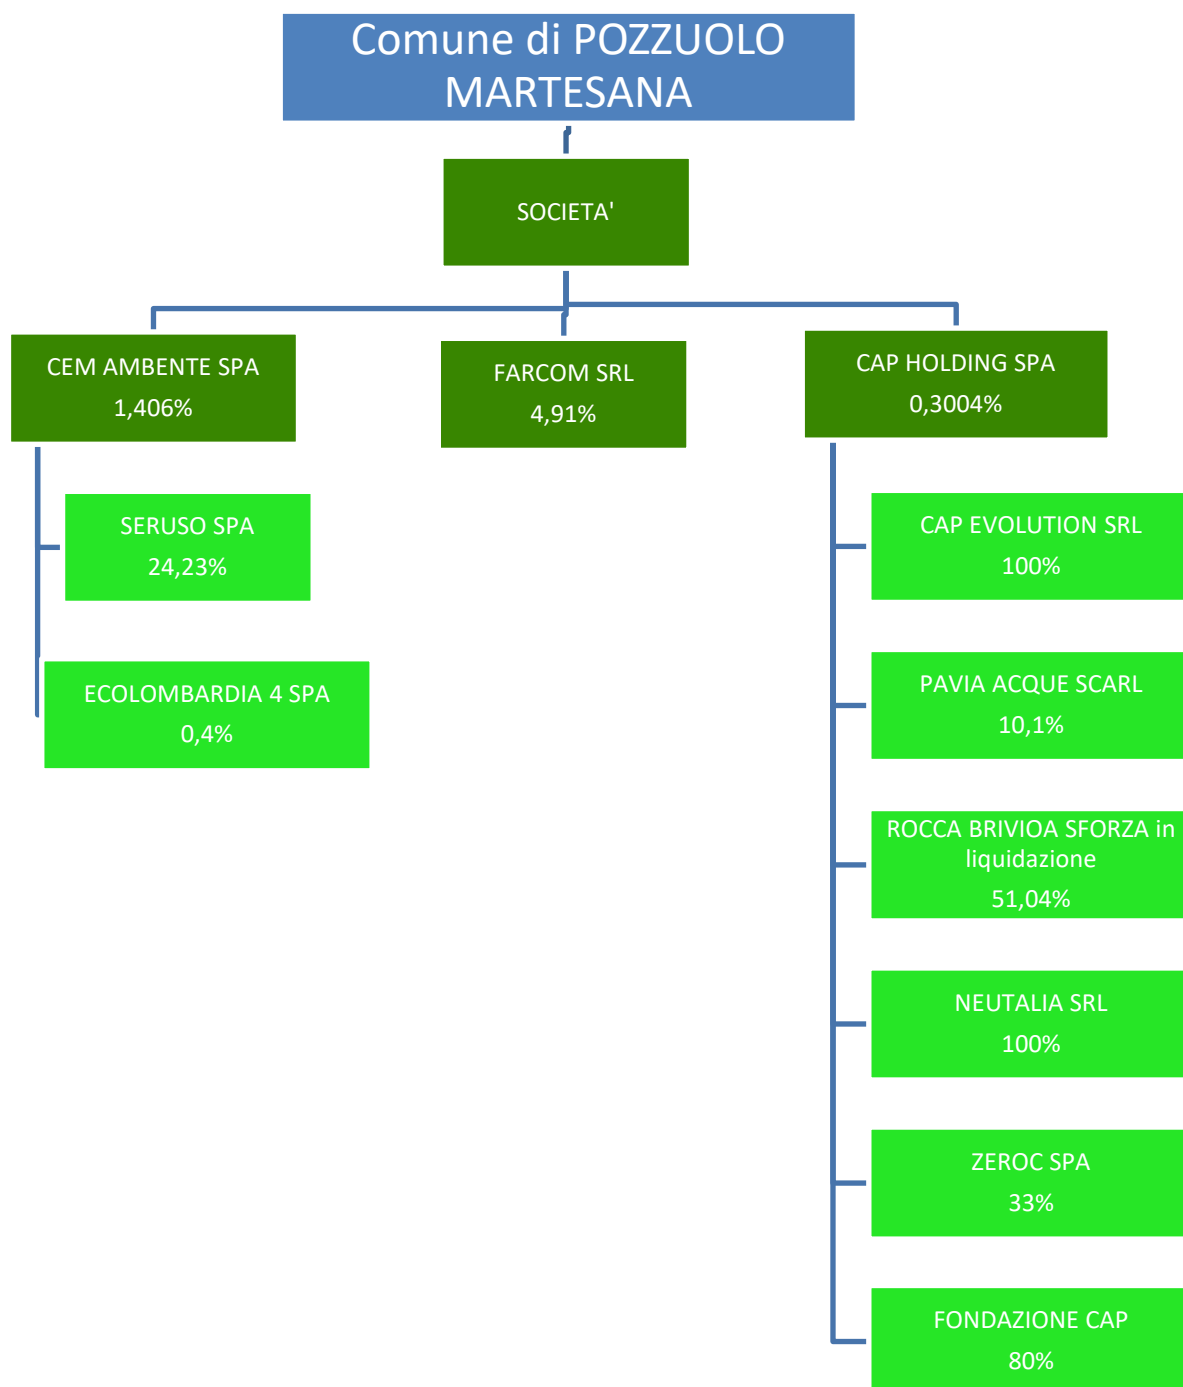 Comune di POZZUOLO
MARTESANA
SOCIETA'
CEM AMBENTE SPA
1,406%
FARCOM SRL
4,91%
CAP HOLDING SPA
0,3004%
SERUSO SPA
24,23%
ECOLOMBARDIA 4 SPA
0,4%
CAP EVOLUTION SRL
100%
PAVIA ACQUE SCARL
10,1%
ROCCA BRIVIOA SFORZA in
liquidazione
51,04%
NEUTALIA SRL
100%
ZEROC SPA
33%
FONDAZIONE CAP
80%